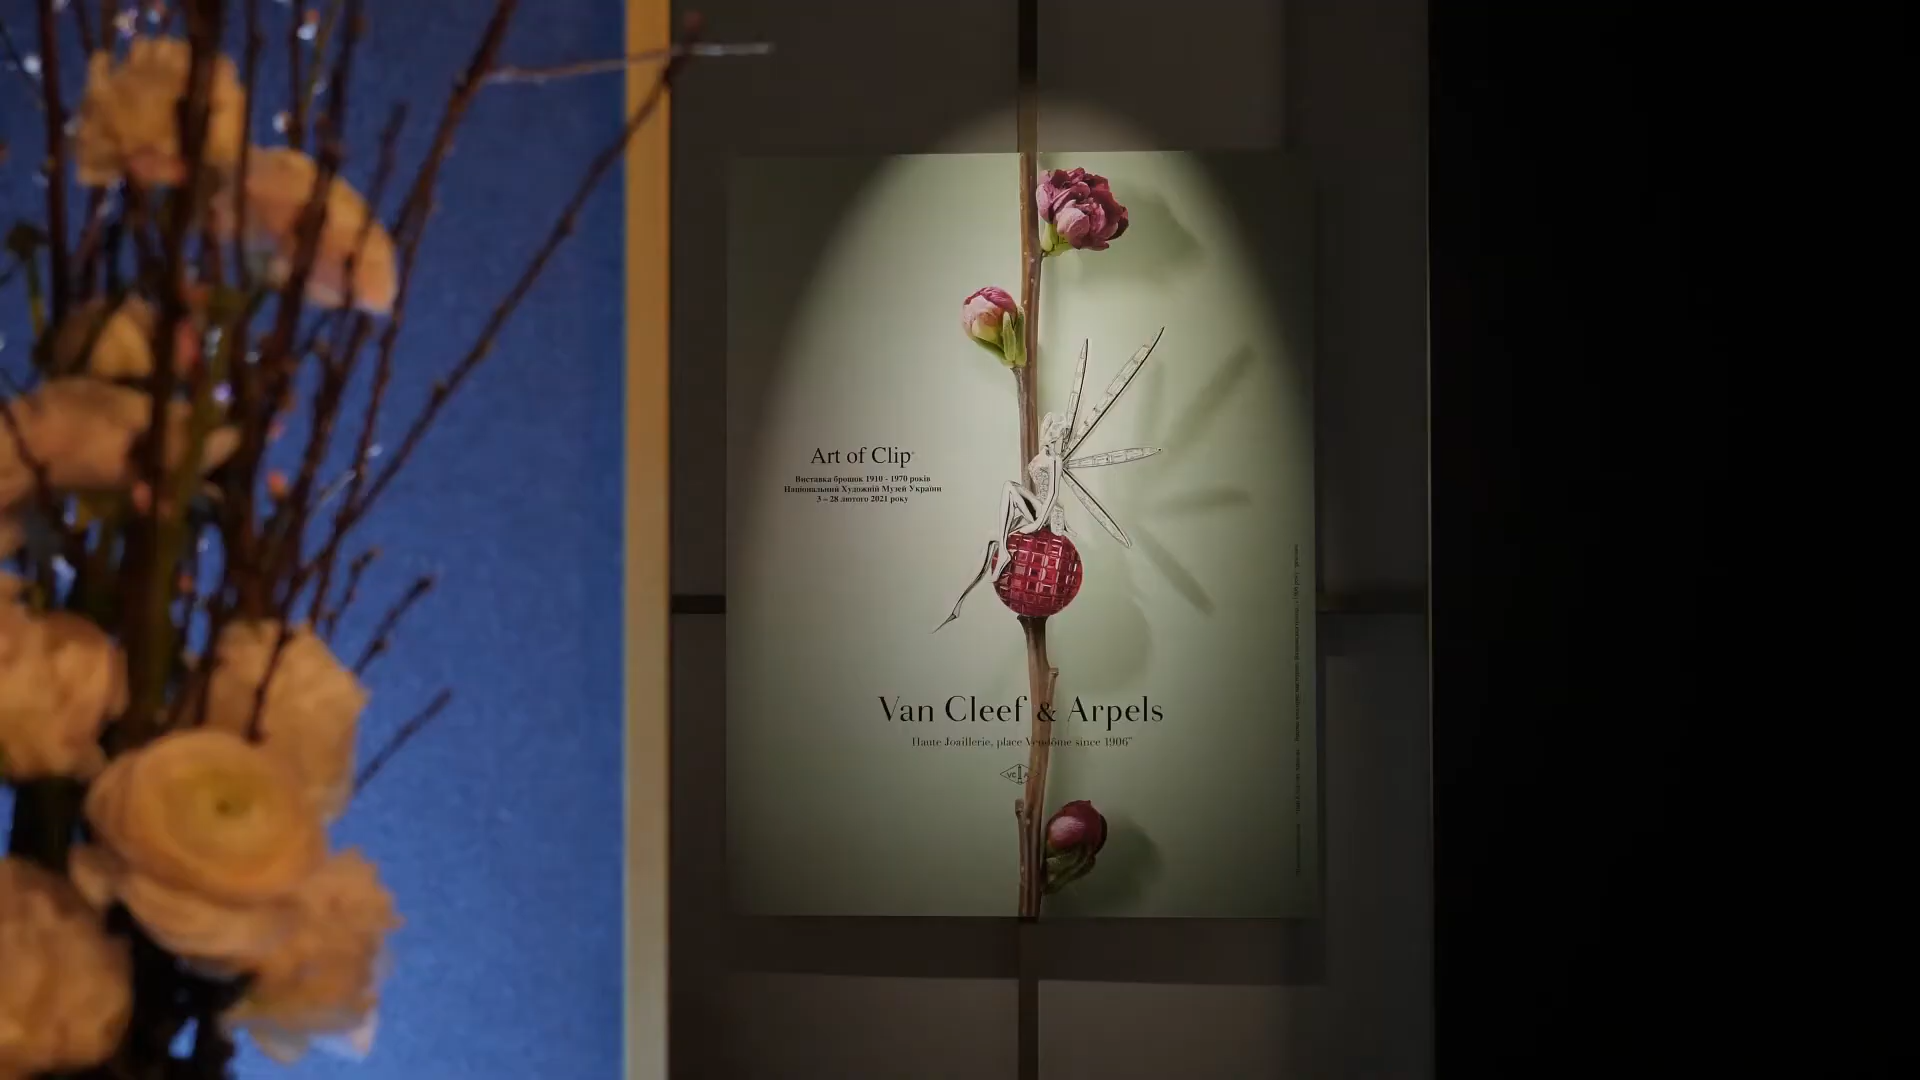 Art of Clip®
Виставка брошок 1910 - 1970 років
Національний Художній Музей України
3 – 28 лютого 2021 року
Van Cleef & Arpels
Haute Joaillerie, place Vendôme since 1906
VC A